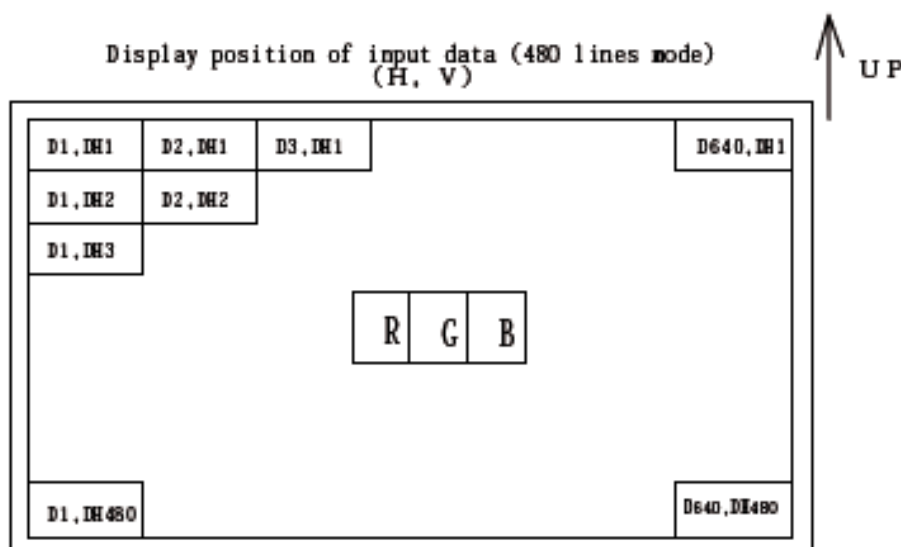 Display position of input data (480 lines mode)
(H, V)
UP
D1,DH1 D2,DH1 D3,DH1 D640,DH1
D1,DH2 D2,DH2
D1,DH3
R G B
D1,DH480 D640,DH480